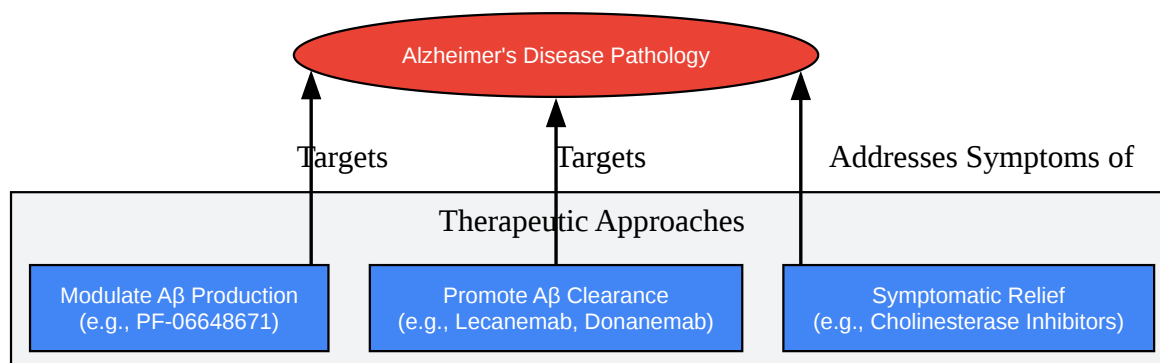 Alzheimer's Disease Pathology
Targets
Targets
Addresses Symptoms of
Therapeutic Approaches
Modulate Aβ Production
(e.g., PF-06648671)
Promote Aβ Clearance
(e.g., Lecanemab, Donanemab)
Symptomatic Relief
(e.g., Cholinesterase Inhibitors)